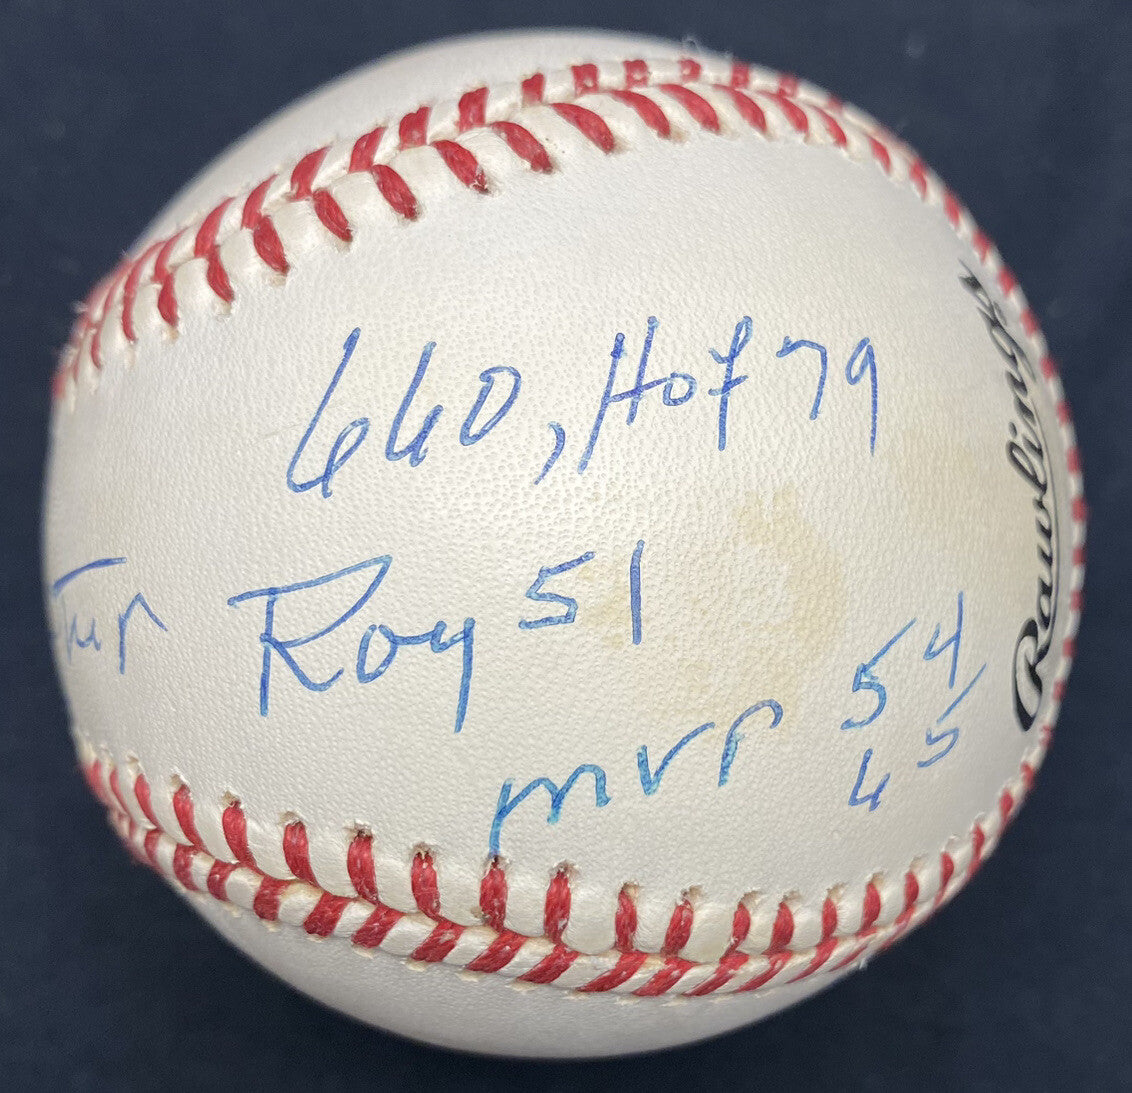 660, Hof 79
Roy 51
MVP 54
65
Rawlings